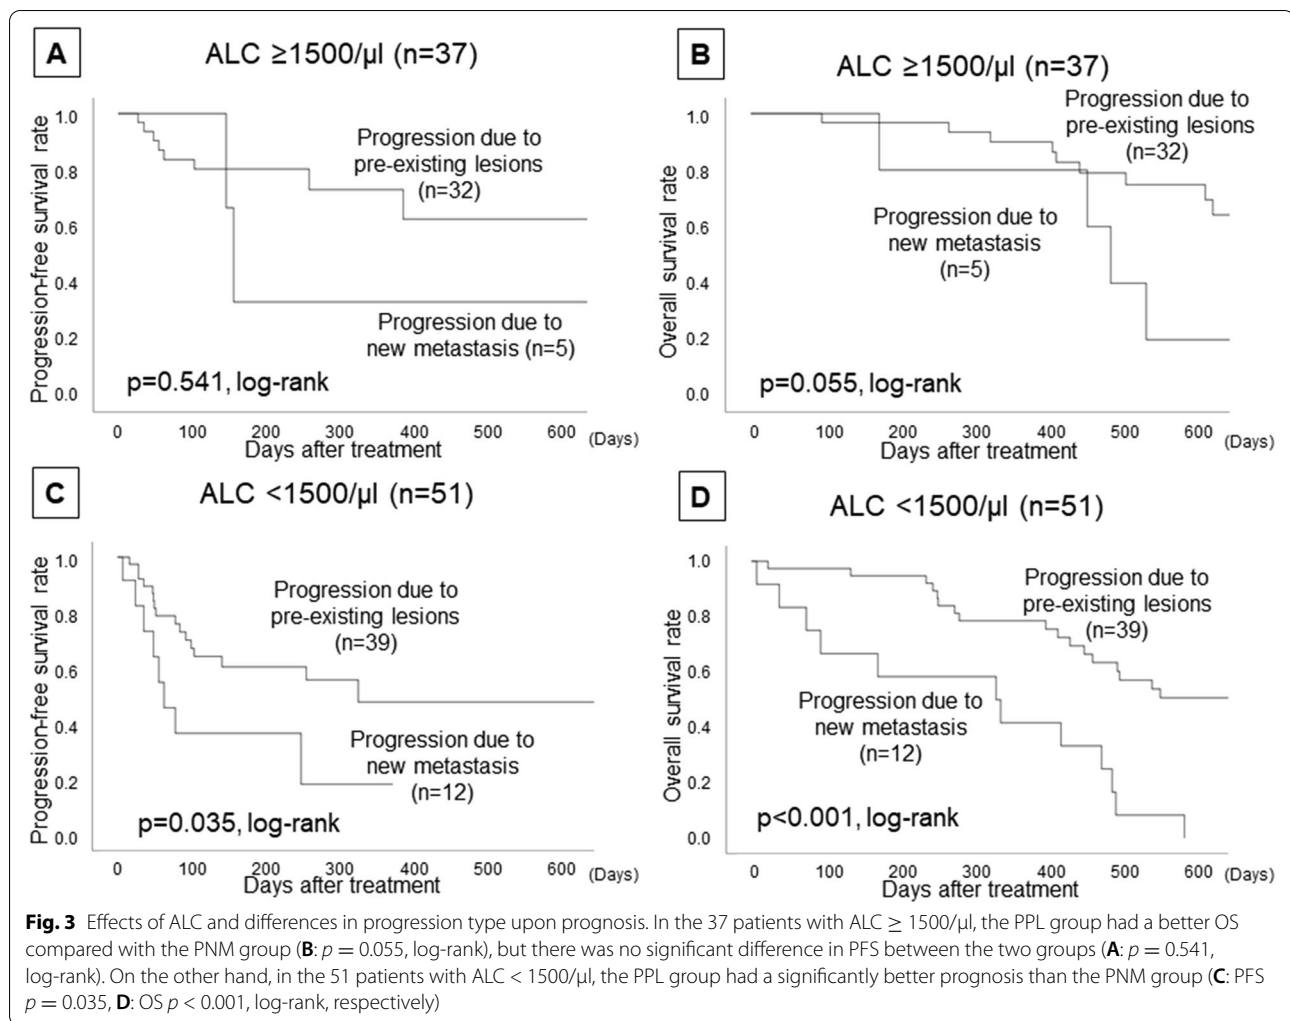 A
ALC ≥1500/µl (n=37)
Progression-free survival rate
1.0
0.8
0.6
0.4
0.2
0.0
Progression due to
pre-existing lesions
(n=32)
Progression due to
new metastasis (n=5)
p=0.541, log-rank
0 100 200 300 400 500 600 (Days)
Days after treatment
B
ALC ≥1500/µl (n=37)
Overall survival rate
1.0
0.8
0.6
0.4
0.2
0.0
Progression due to
pre-existing lesions
(n=32)
Progression due to
new metastasis
(n=5)
p=0.055, log-rank
0 100 200 300 400 500 600 (Days)
Days after treatment
C
ALC <1500/µl (n=51)
Progression-free survival rate
1.0
0.8
0.6
0.4
0.2
0.0
Progression due to
pre-existing lesions
(n=39)
Progression due to
new metastasis
(n=12)
p=0.035, log-rank
0 100 200 300 400 500 600 (Days)
Days after treatment
D
ALC <1500/µl (n=51)
Overall survival rate
1.0
0.8
0.6
0.4
0.2
0.0
Progression due to
pre-existing lesions
(n=39)
Progression due to
new metastasis
(n=12)
p<0.001, log-rank
0 100 200 300 400 500 600 (Days)
Days after treatment
Fig. 3 Effects of ALC and differences in progression type upon prognosis. In the 37 patients with ALC ≥ 1500/µl, the PPL group had a better OS
compared with the PNM group (B: p = 0.055, log-rank), but there was no significant difference in PFS between the two groups (A: p = 0.541,
log-rank). On the other hand, in the 51 patients with ALC < 1500/µl, the PPL group had a significantly better prognosis than the PNM group (C: PFS
p = 0.035, D: OS p < 0.001, log-rank, respectively)